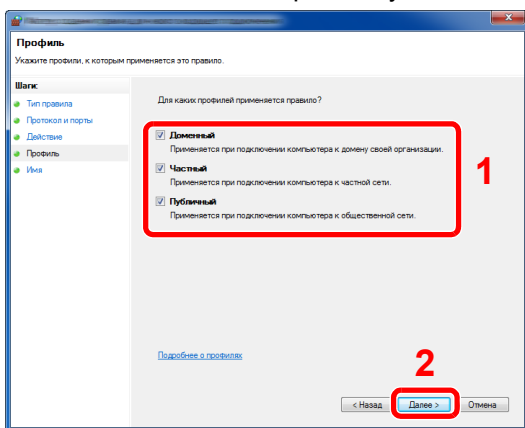 Профиль
Укажите профили, к которым применяется это правило.
Шаги:
Тип правила
Протокол и порты
Действие
Профиль
Имя
Для каких профилей применяется правило?
Доменный
Применяется при подключении компьютера к домену своей организации.
Частный
Применяется при подключении компьютера к частной сети.
Публичный
Применяется при подключении компьютера к общественной сети.
1
Подробнее о профилях
2
< Назад
Далее >
Отмена